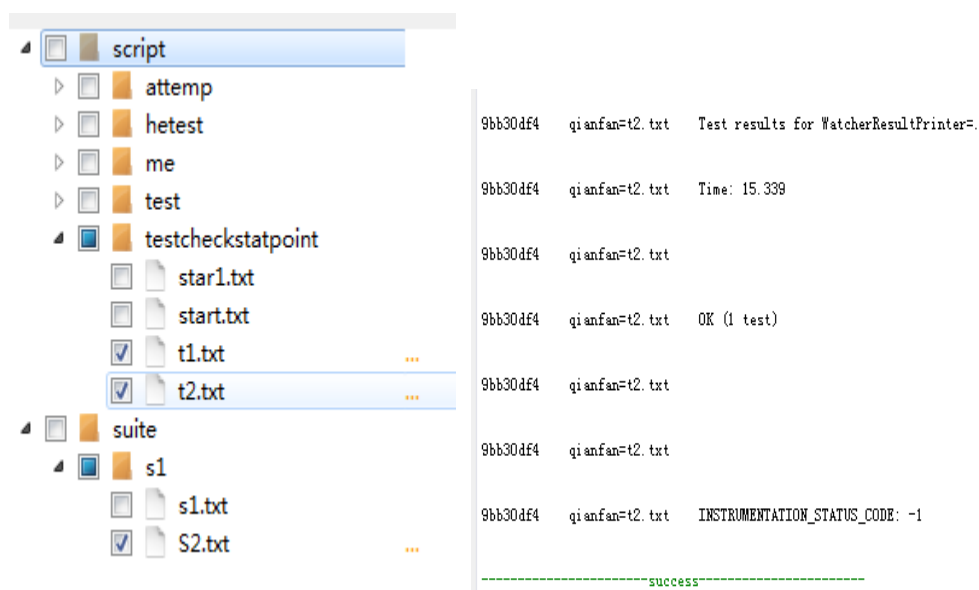 script
attemp
hetest
me
test
testcheckstatpoint
star1.txt
start.txt
t1.txt ...
t2.txt ...
suite
s1
s1.txt
S2.txt ...
9bb30df4 qianfan=t2.txt Test results for WatcherResultPrinter=.
9bb30df4 qianfan=t2.txt Time: 15.339
9bb30df4 qianfan=t2.txt
9bb30df4 qianfan=t2.txt OK (1 test)
9bb30df4 qianfan=t2.txt
9bb30df4 qianfan=t2.txt
9bb30df4 qianfan=t2.txt INSTRUMENTATION_STATUS_CODE: -1
-----------------------success-----------------------